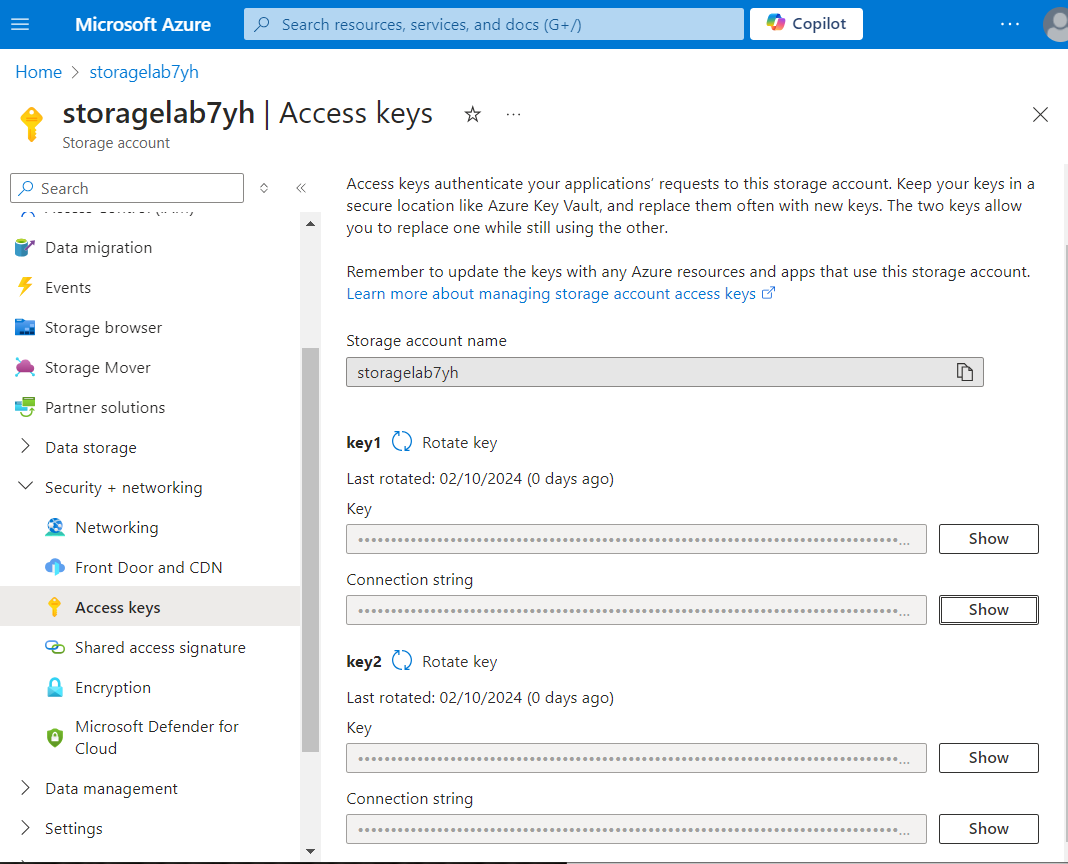 Microsoft Azure
Search resources, services, and docs (G+/)
Copilot
Home > storagelab7yh
storagelab7yh | Access keys
Storage account
Search
Access Control (IAM)
Data migration
Events
Storage browser
Storage Mover
Partner solutions
Data storage
Security + networking
Networking
Front Door and CDN
Access keys
Shared access signature
Encryption
Microsoft Defender for
Cloud
Data management
Settings
Access keys authenticate your applications’ requests to this storage account. Keep your keys in a
secure location like Azure Key Vault, and replace them often with new keys. The two keys allow
you to replace one while still using the other.
Remember to update the keys with any Azure resources and apps that use this storage account.
Learn more about managing storage account access keys
Storage account name
storagelab7yh
key1 Rotate key
Last rotated: 02/10/2024 (0 days ago)
Key
Show
Connection string
Show
key2 Rotate key
Last rotated: 02/10/2024 (0 days ago)
Key
Show
Connection string
Show